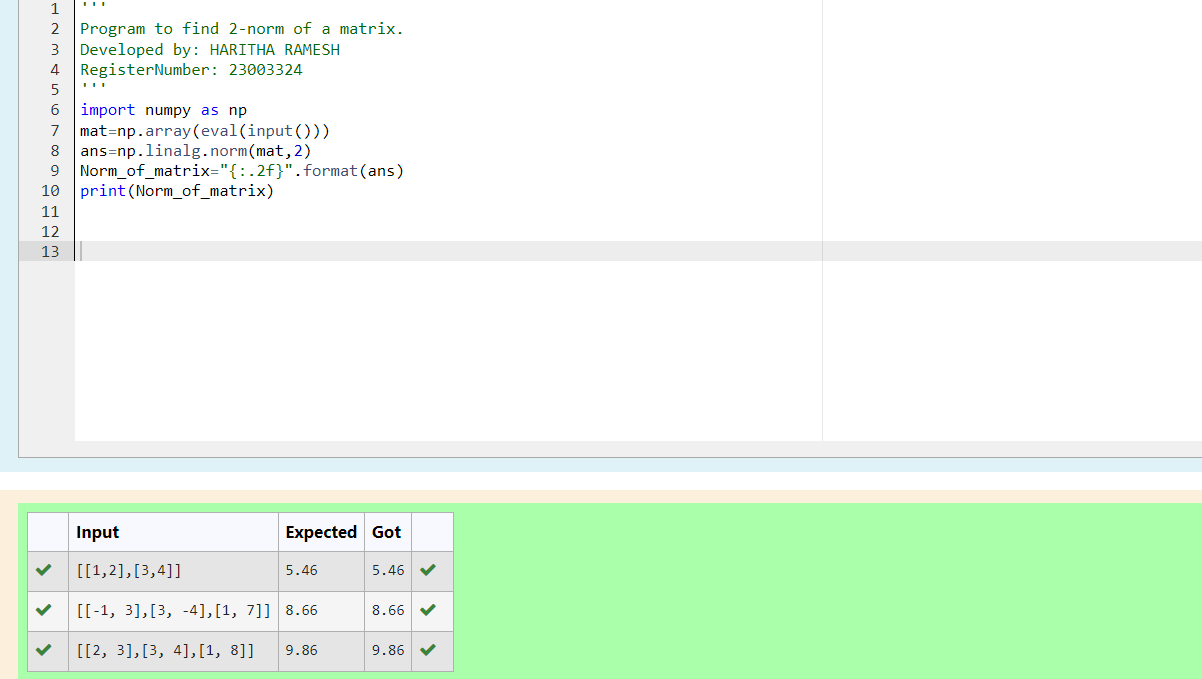 1 '''
2 Program to find 2-norm of a matrix.
3 Developed by: HARITHA RAMESH
4 RegisterNumber: 23003324
5 '''
6 import numpy as np
7 mat=np.array(eval(input()))
8 ans=np.linalg.norm(mat,2)
9 Norm_of_matrix="{:.2f}".format(ans)
10 print(Norm_of_matrix)
11
12
13
Input Expected Got
[[1,2],[3,4]] 5.46 5.46
[[-1, 3],[3, -4],[1, 7]] 8.66 8.66
[[2, 3],[3, 4],[1, 8]] 9.86 9.86